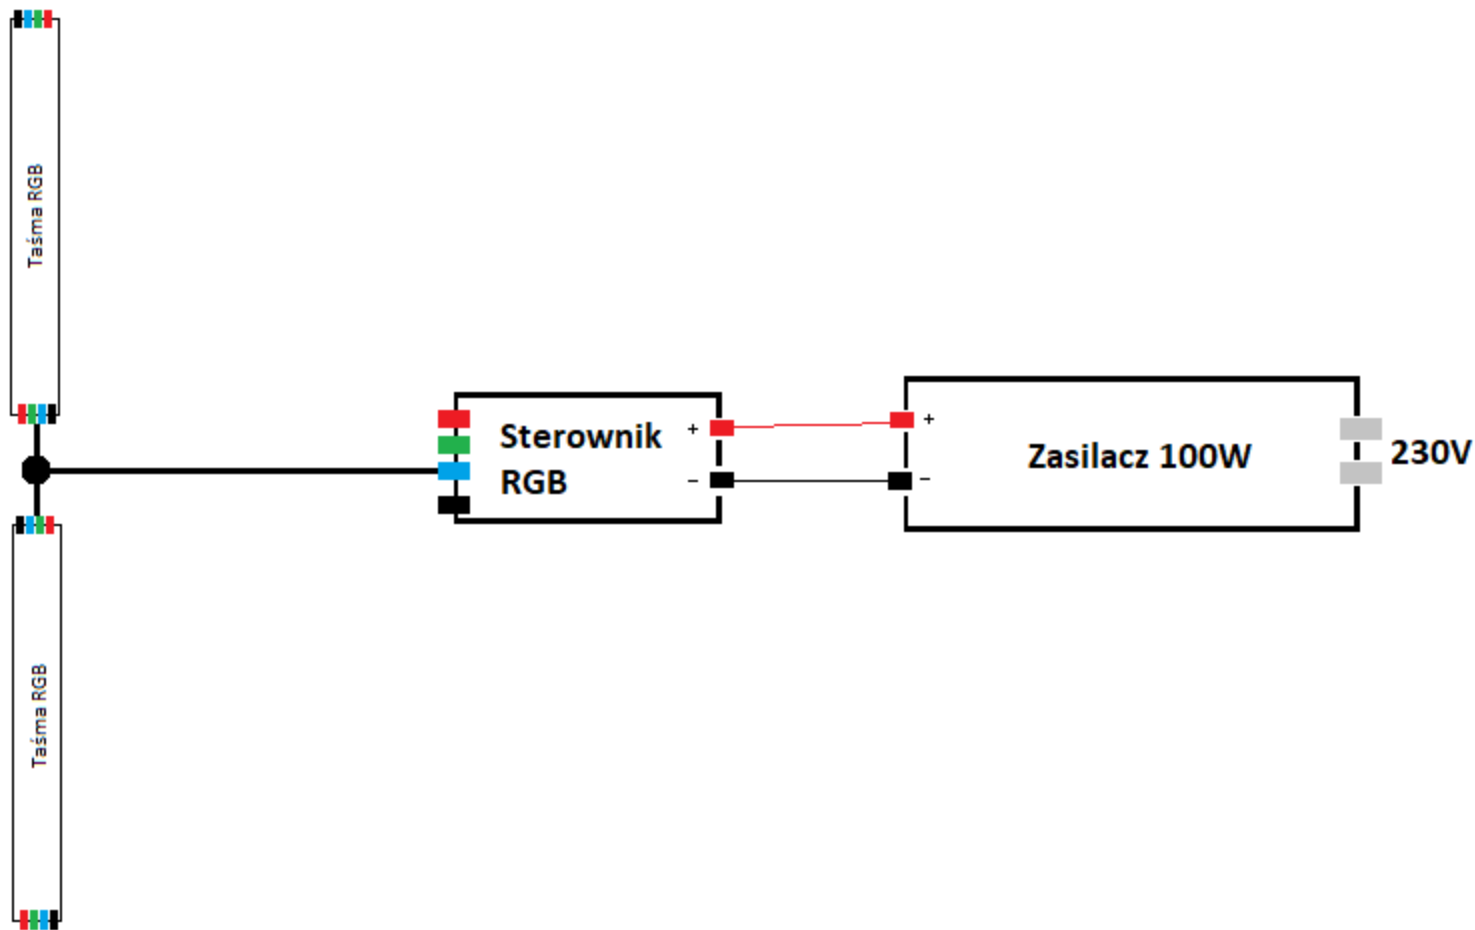 Taśma RGB
Sterownik
RGB
+
−
+
−
Zasilacz 100W
230V
Taśma RGB